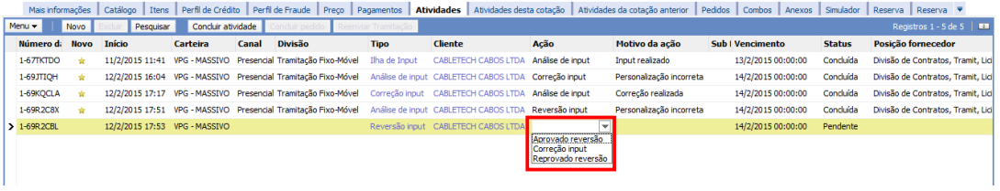 Mais informações Catálogo Itens Perfil de Crédito Perfil de Fraude Preço Pagamentos Atividades Atividades desta cotação Atividades da cotação anterior Pedidos Combos Anexos Simulador Reserva Reserva
Menu Novo Excluir Pesquisar Concluir atividade Concluir pedido Reenviar Tramitação Registros 1 - 5 de 5
Número da Novo Início Carteira Canal Divisão Tipo Cliente Ação Motivo da ação Sub I Vencimento Status Posição fornecedor
1-67TKTDO 11/2/2015 11:41 VPG - MASSIVO Presencial Tramitação Fixo-Móvel Ilha de Input CABLETECH CABOS LTDA Análise de input Input realizado 13/2/2015 00:00:00 Concluída Divisão de Contratos, Tramit, Lici
1-69JTIQH 12/2/2015 16:04 VPG - MASSIVO Presencial Tramitação Fixo-Móvel Análise de input CABLETECH CABOS LTDA Correção de input Personalização incorreta 14/2/2015 00:00:00 Concluída Divisão de Contratos, Tramit, Lici
1-69KQCLA 12/2/2015 17:17 VPG - MASSIVO Presencial Tramitação Fixo-Móvel Correção input CABLETECH CABOS LTDA Análise de input Correção realizada 14/2/2015 00:00:00 Concluída Divisão de Contratos, Tramit, Lici
1-69R2C8X 12/2/2015 17:51 VPG - MASSIVO Presencial Tramitação Fixo-Móvel Análise de input CABLETECH CABOS LTDA Reversão input Personalização incorreta 14/2/2015 00:00:00 Concluída Divisão de Contratos, Tramit, Lici
1-69R2CBL 12/2/2015 17:53 VPG - MASSIVO Reversão input CABLETECH CABOS LTDA 14/2/2015 00:00:00 Pendente
Aprovado reversão
Correção input
Reprovado reversão